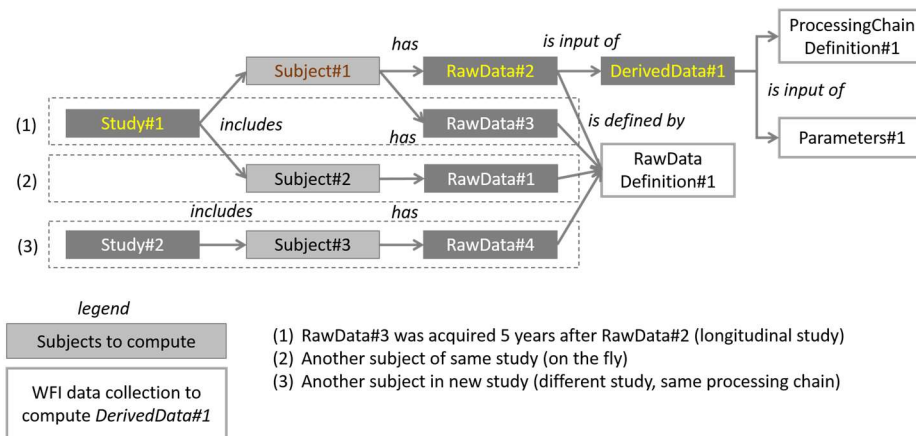 has
is input of
ProcessingChain
Definition#1
Subject#1
RawData#2
DerivedData#1
is input of
(1)
Study#1
includes
has
RawData#3
is defined by
Parameters#1
(2)
Subject#2
RawData#1
RawData
Definition#1
includes
has
(3)
Study#2
Subject#3
RawData#4
legend
Subjects to compute
WFI data collection to
compute DerivedData#1
(1) RawData#3 was acquired 5 years after RawData#2 (longitudinal study)
(2) Another subject of same study (on the fly)
(3) Another subject in new study (different study, same processing chain)